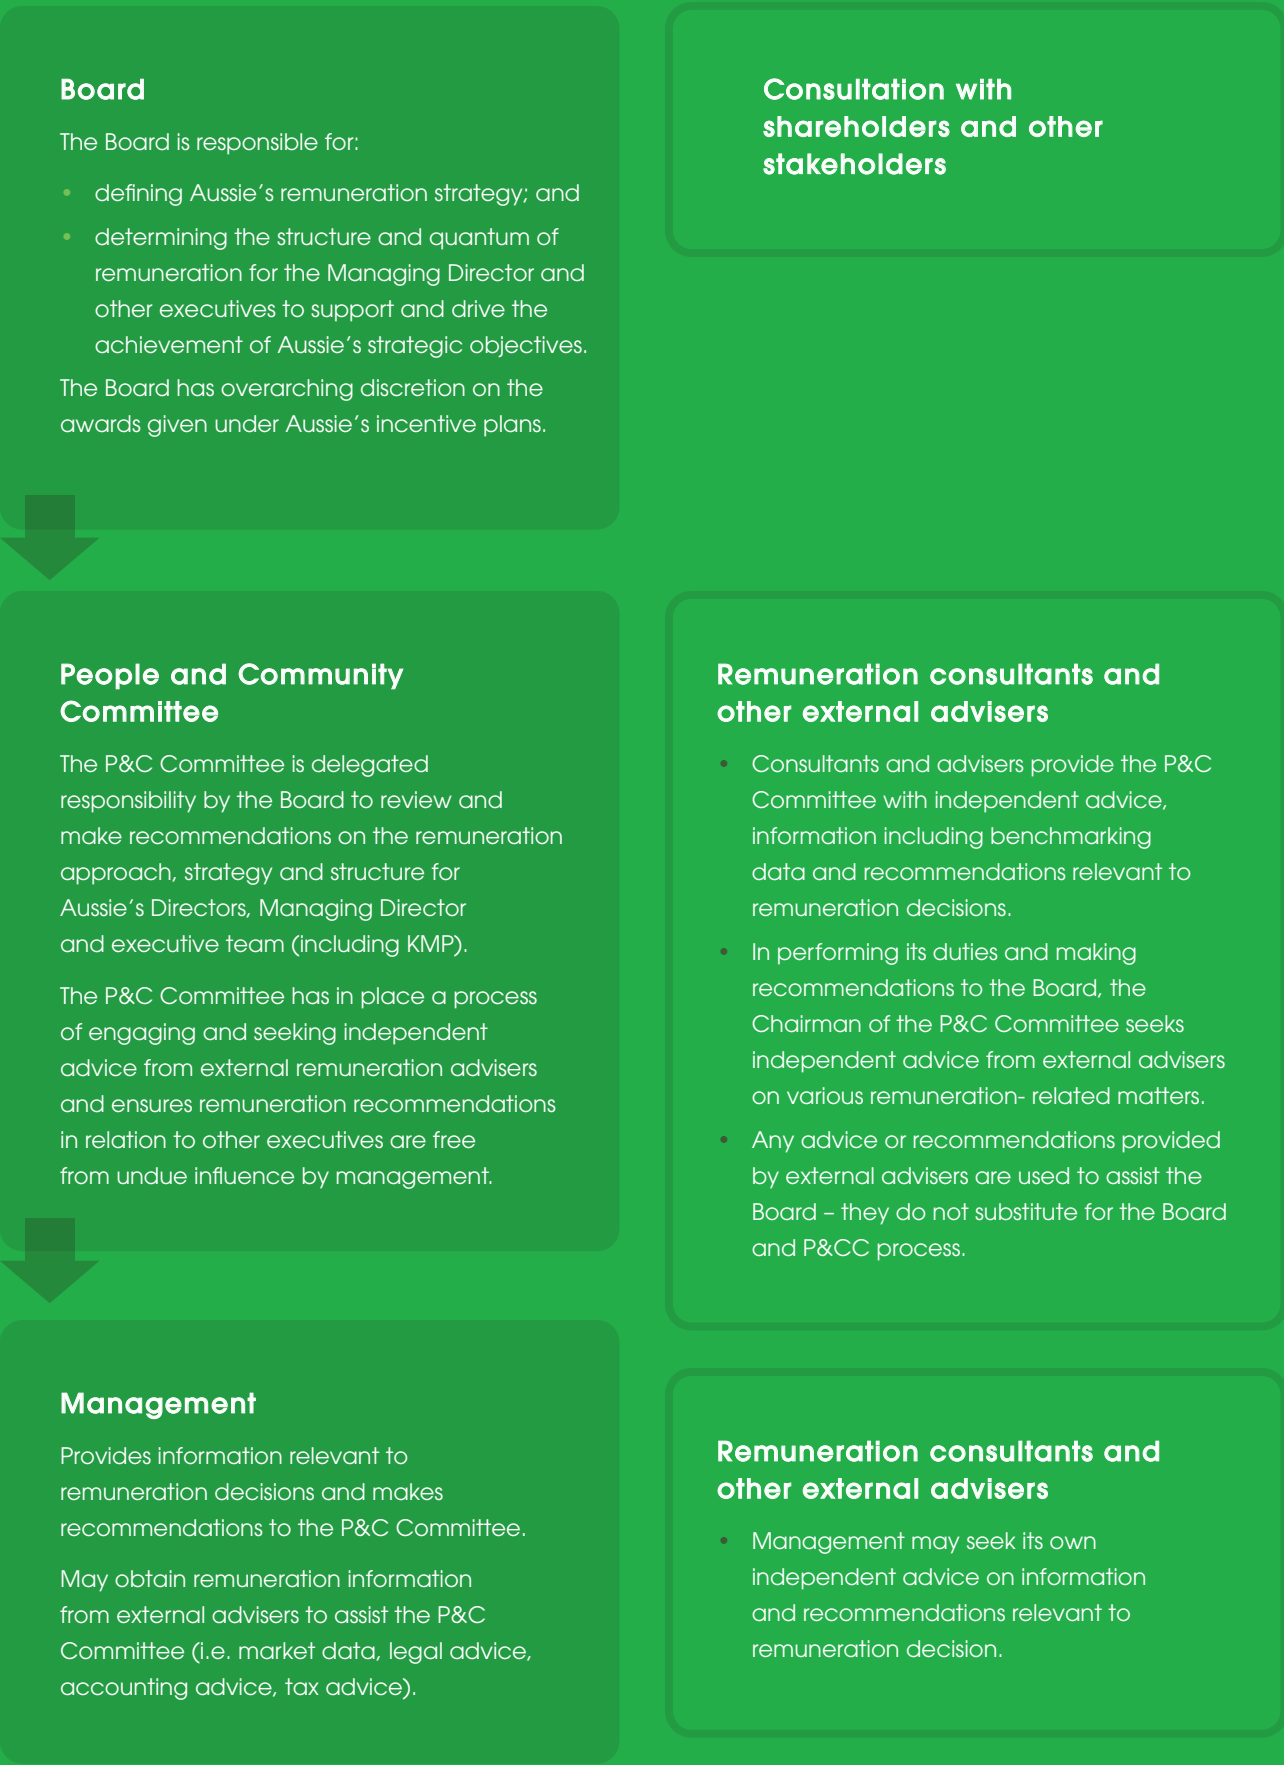 Board
The Board is responsible for:
• defining Aussie's remuneration strategy; and
• determining the structure and quantum of
remuneration for the Managing Director and
other executives to support and drive the
achievement of Aussie's strategic objectives.
The Board has overarching discretion on the
awards given under Aussie's incentive plans.
Consultation with
shareholders and other
stakeholders
People and Community
Committee
The P&C Committee is delegated
responsibility by the Board to review and
make recommendations on the remuneration
approach, strategy and structure for
Aussie's Directors, Managing Director
and executive team (including KMP).
The P&C Committee has in place a process
of engaging and seeking independent
advice from external remuneration advisers
and ensures remuneration recommendations
in relation to other executives are free
from undue influence by management.
Remuneration consultants and
other external advisers
• Consultants and advisers provide the P&C
Committee with independent advice,
information including benchmarking
data and recommendations relevant to
remuneration decisions.
• In performing its duties and making
recommendations to the Board, the
Chairman of the P&C Committee seeks
independent advice from external advisers
on various remuneration- related matters.
• Any advice or recommendations provided
by external advisers are used to assist the
Board – they do not substitute for the Board
and P&CC process.
Management
Provides information relevant to
remuneration decisions and makes
recommendations to the P&C Committee.
May obtain remuneration information
from external advisers to assist the P&C
Committee (i.e. market data, legal advice,
accounting advice, tax advice).
Remuneration consultants and
other external advisers
• Management may seek its own
independent advice on information
and recommendations relevant to
remuneration decision.